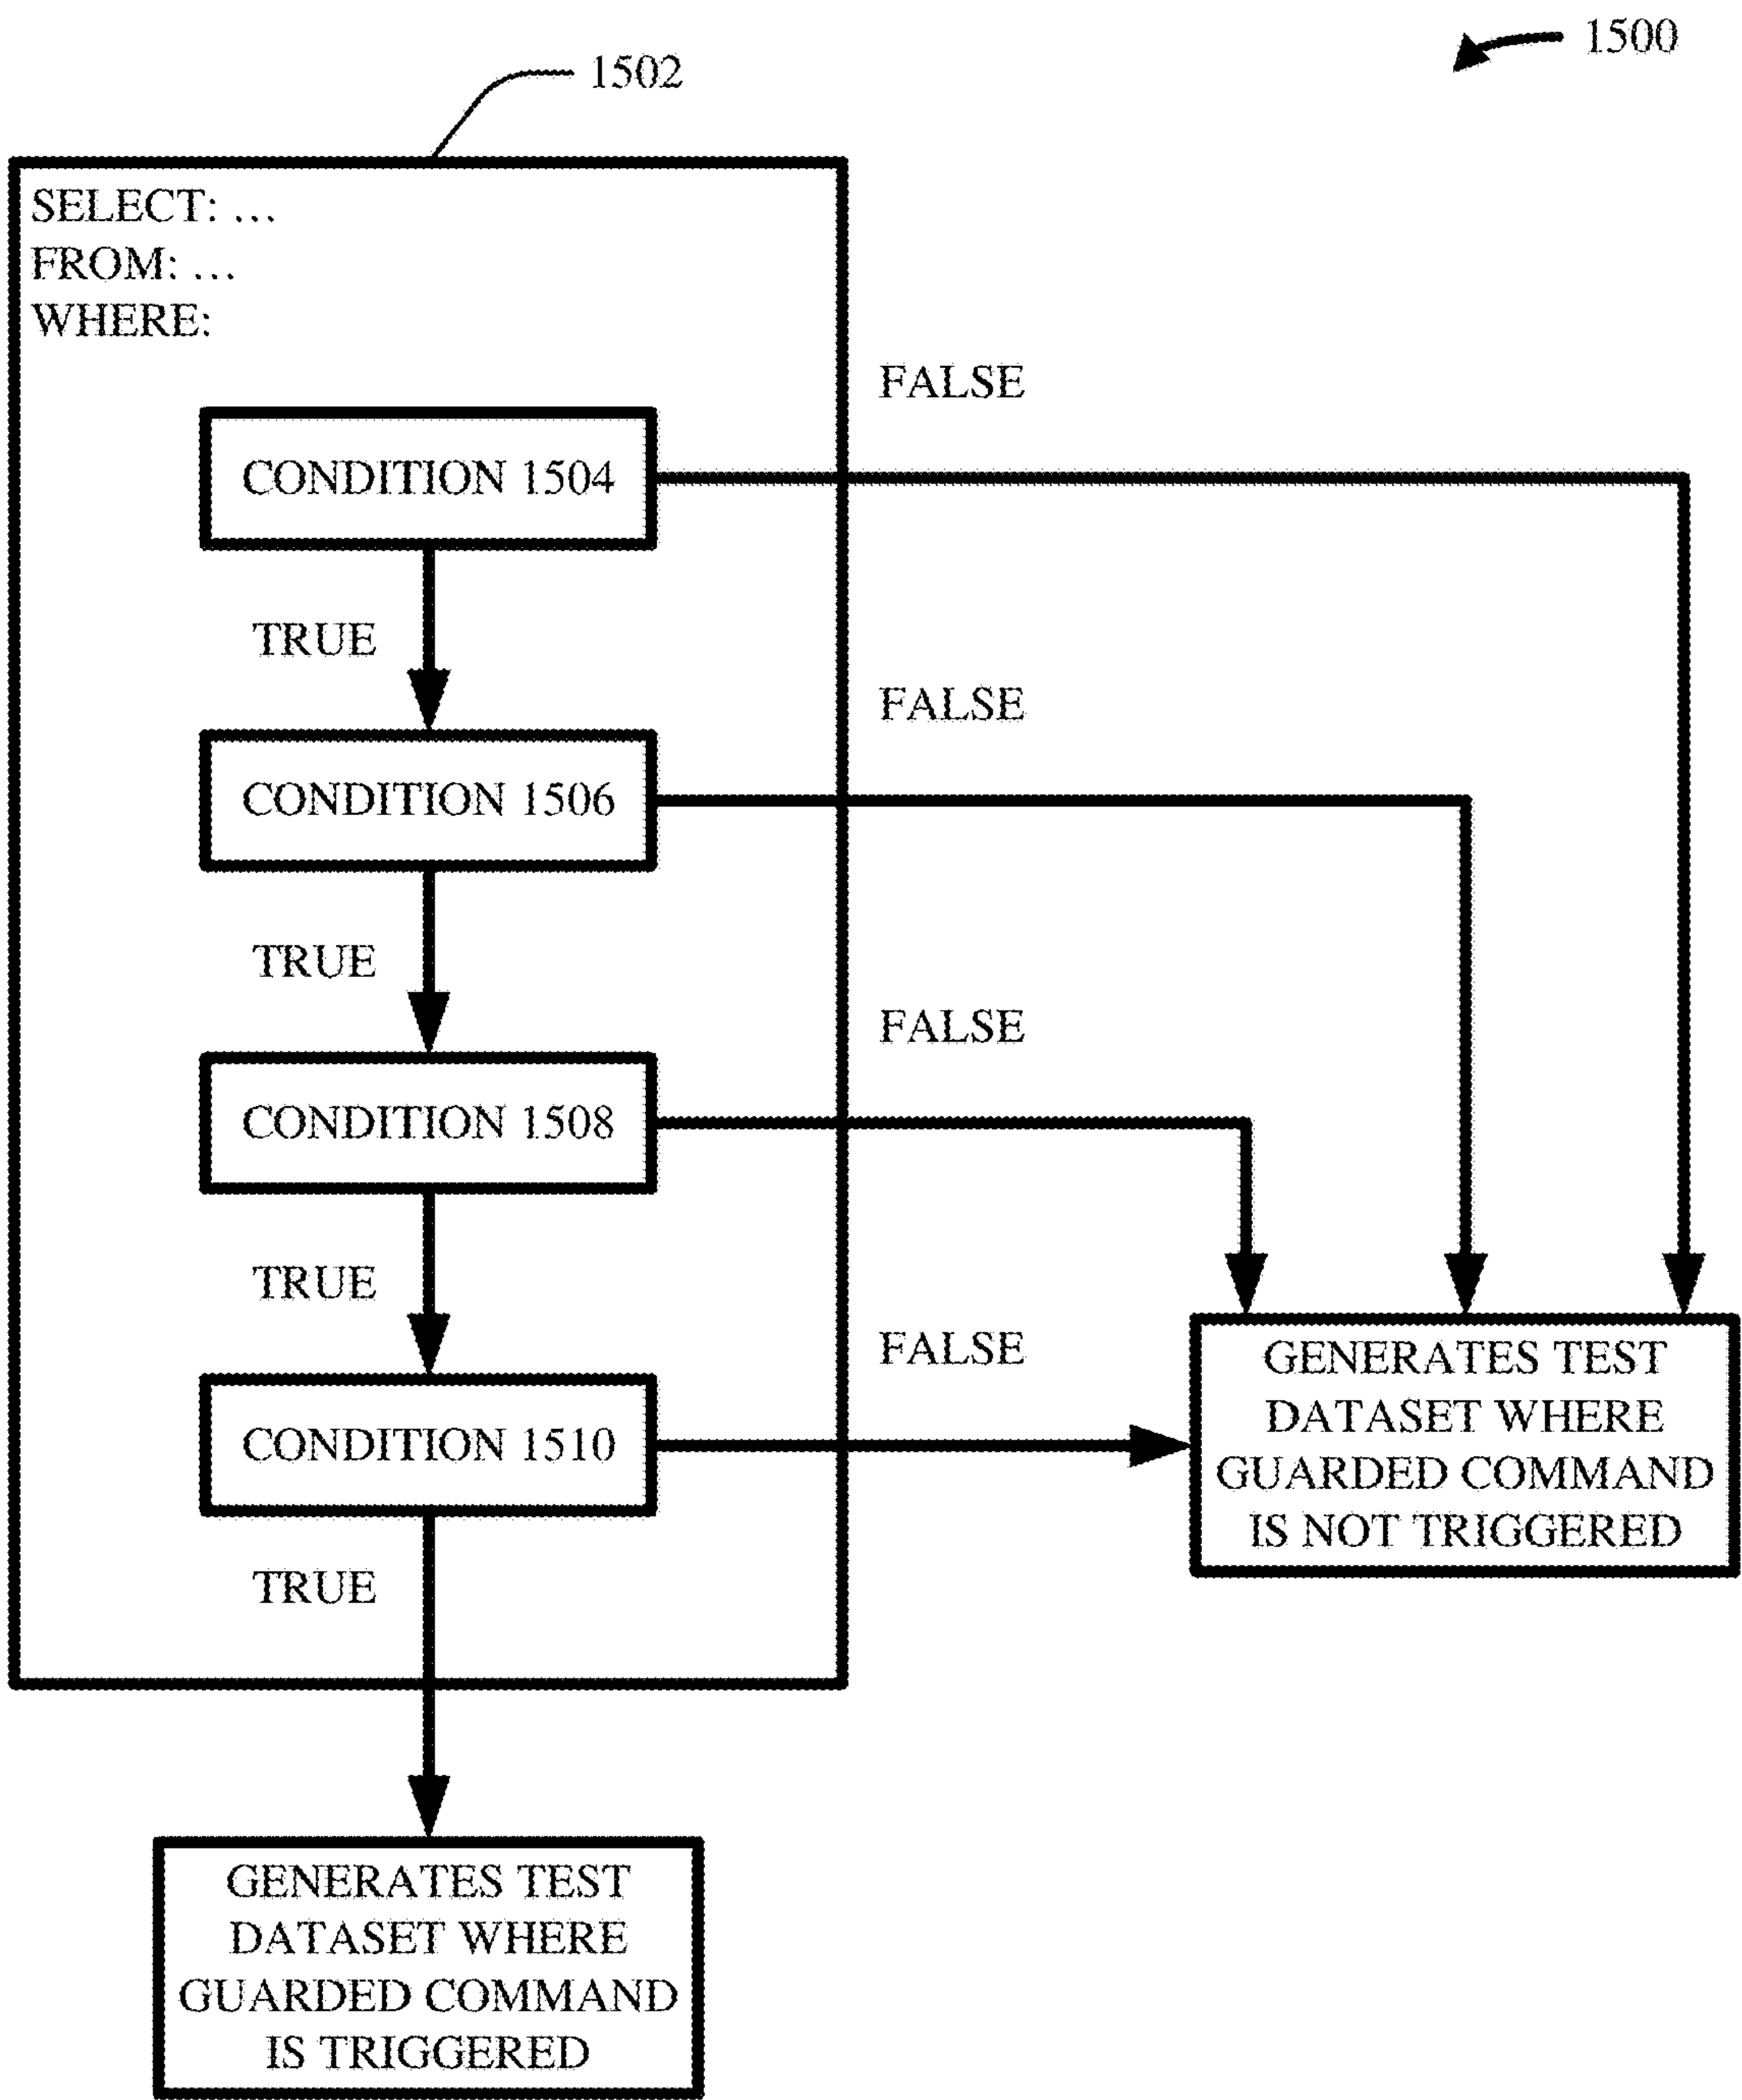 1500
1502
SELECT: ...
FROM: ...
WHERE:
FALSE
CONDITION 1504
TRUE
FALSE
CONDITION 1506
TRUE
FALSE
CONDITION 1508
TRUE
FALSE
CONDITION 1510
GENERATES TEST
DATASET WHERE
GUARDED COMMAND
IS NOT TRIGGERED
TRUE
GENERATES TEST
DATASET WHERE
GUARDED COMMAND
IS TRIGGERED